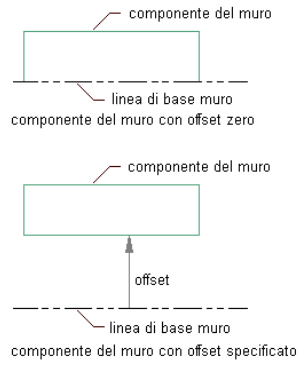 componente del muro
linea di base muro
componente del muro con offset zero
componente del muro
offset
linea di base muro
componente del muro con offset specificato